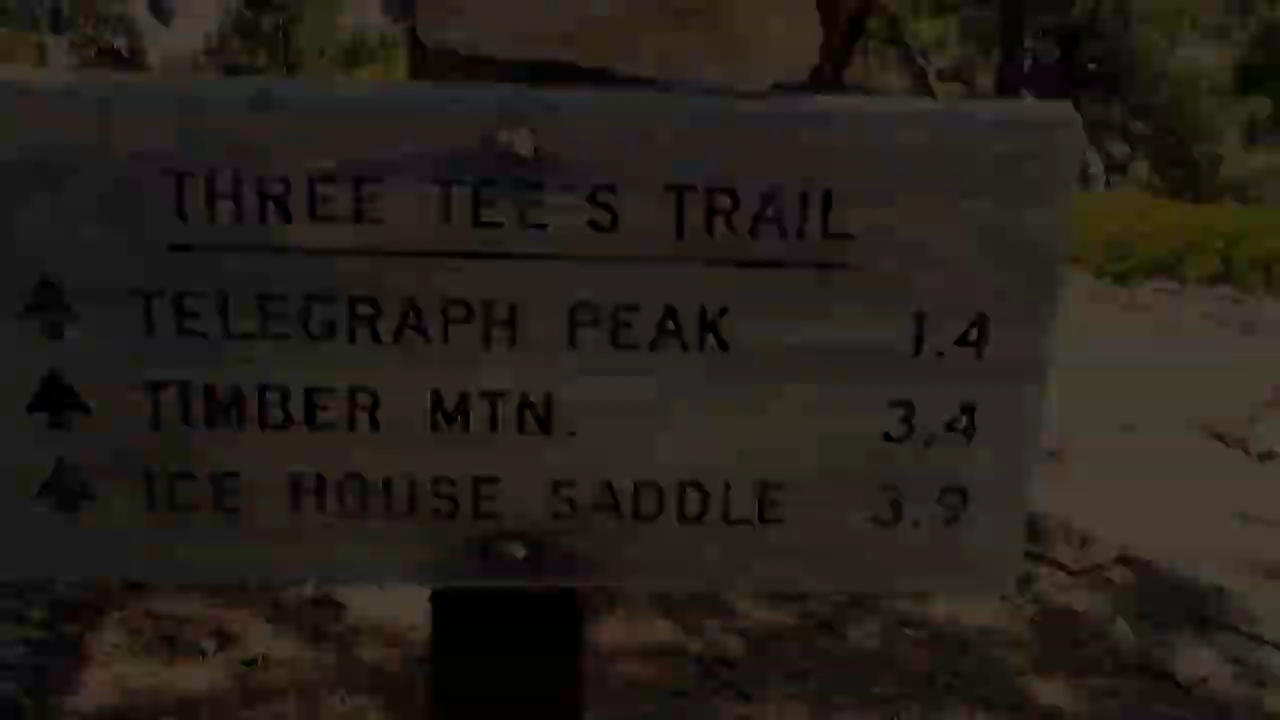 THREE TEE'S TRAIL
TELEGRAPH PEAK 1.4
TIMBER MTN. 3.4
ICE HOUSE SADDLE 3.9